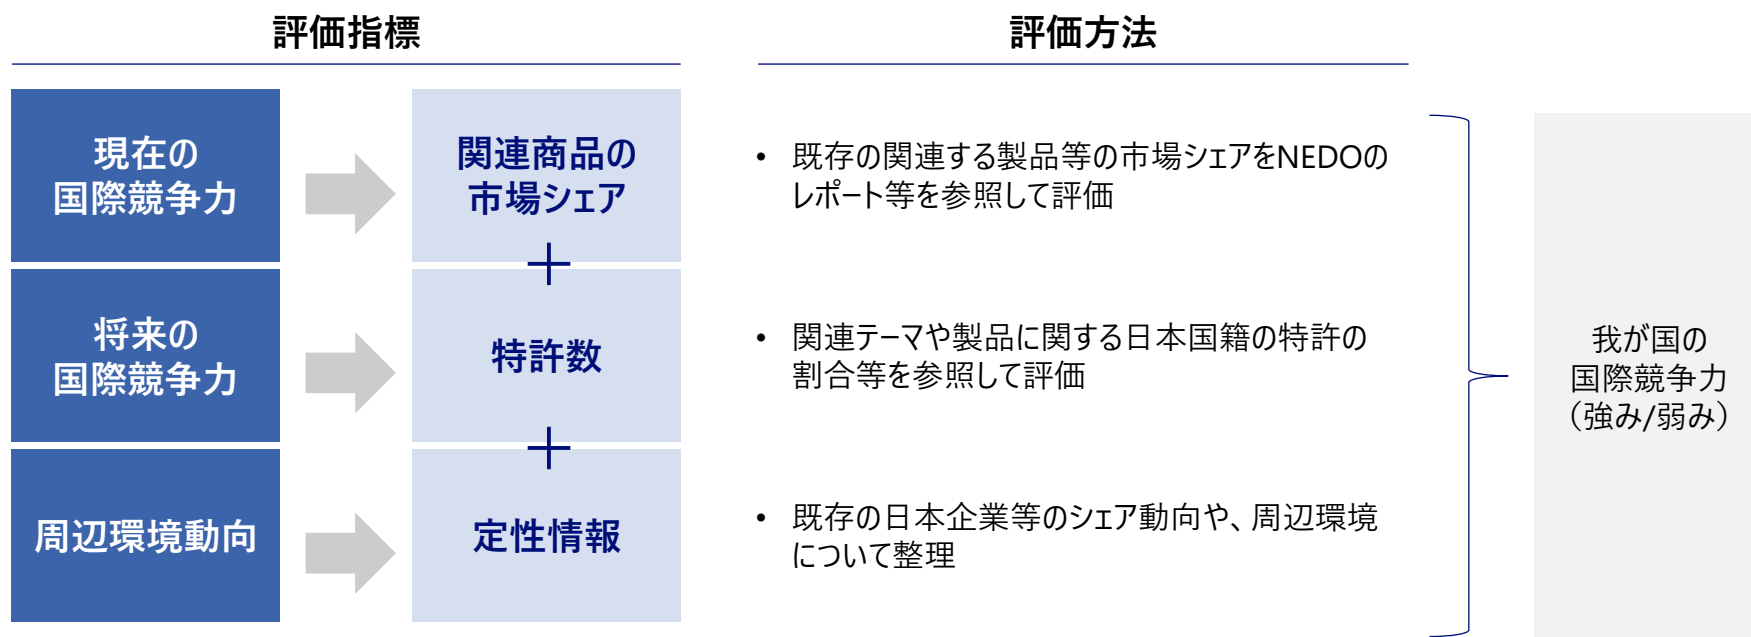 評価指標
評価方法
現在の
国際競争力
関連商品の
市場シェア
• 既存の関連する製品等の市場シェアをNEDOの
レポート等を参照して評価
+
将来の
国際競争力
特許数
• 関連テーマや製品に関する日本国籍の特許の
割合等を参照して評価
+
周辺環境動向
定性情報
• 既存の日本企業等のシェア動向や、周辺環境
について整理
我が国の
国際競争力
（強み/弱み）